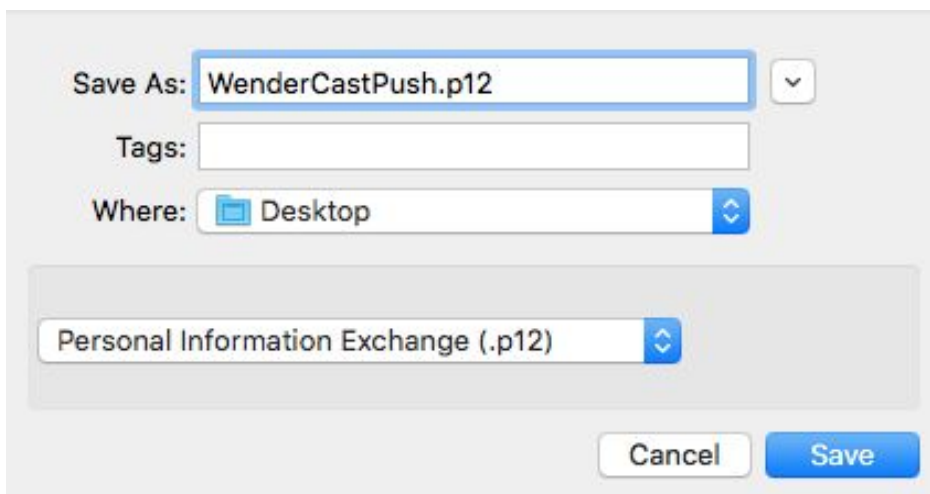 Save As: WenderCastPush.p12
Tags:
Where: Desktop
Personal Information Exchange (.p12)
Cancel Save